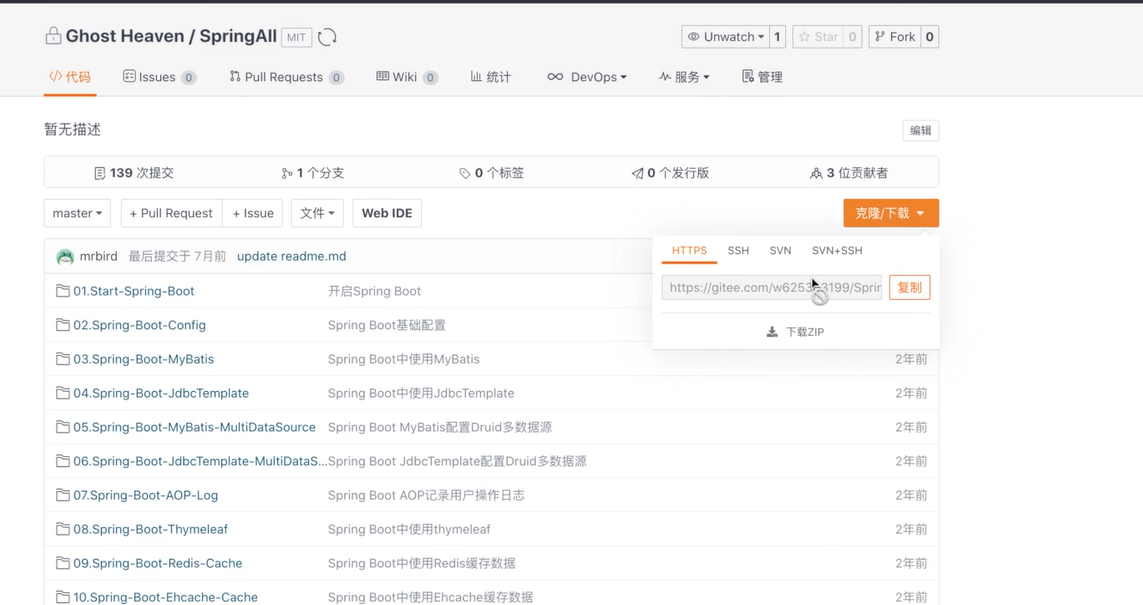 Ghost Heaven / SpringAll MIT Unwatch 1 Star 0 Fork 0
</> 代码 Issues 0 Pull Requests 0 Wiki 0 统计 DevOps 服务 管理
暂无描述 编辑
139 次提交 1 个分支 0 个标签 0 个发行版 3 位贡献者
master + Pull Request + Issue 文件 Web IDE 克隆/下载
mrbird 最后提交于 7月前 update readme.md
HTTPS SSH SVN SVN+SSH
01.Start-Spring-Boot 开启Spring Boot
https://gitee.com/w625 3199/Sprin 复制
02.Spring-Boot-Config Spring Boot基础配置
下载ZIP
03.Spring-Boot-MyBatis Spring Boot中使用MyBatis 2年前
04.Spring-Boot-JdbcTemplate Spring Boot中使用JdbcTemplate 2年前
05.Spring-Boot-MyBatis-MultiDataSource Spring Boot MyBatis配置Druid多数据源 2年前
06.Spring-Boot-JdbcTemplate-MultiDataS... Spring Boot JdbcTemplate配置Druid多数据源 2年前
07.Spring-Boot-AOP-Log Spring Boot AOP记录用户操作日志 2年前
08.Spring-Boot-Thymeleaf Spring Boot中使用thymeleaf 2年前
09.Spring-Boot-Redis-Cache Spring Boot中使用Redis缓存数据 2年前
10.Spring-Boot-Ehcache-Cache Spring Boot中使用Ehcache缓存数据 2年前